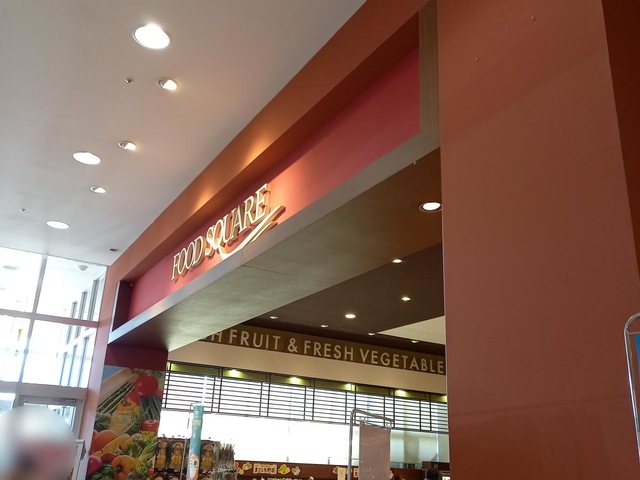 FOOD SQUARE
H FRUIT & FRESH VEGETABLE